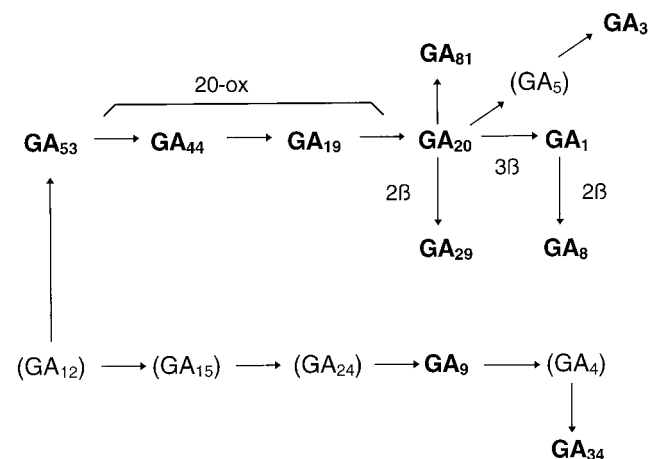 GA3
GA81
(GA5)
20-ox
GA53 GA44 GA19 GA20 GA1
3ß
2ß 2ß
GA29 GA8
(GA12) (GA15) (GA24) GA9 (GA4)
GA34